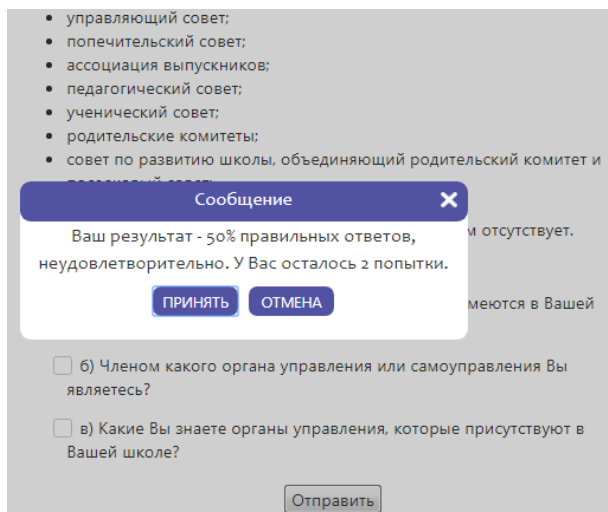 управляющий совет;
попечительский совет;
ассоциация выпускников;
педагогический совет;
ученический совет;
родительские комитеты;
совет по развитию школы, объединяющий родительский комитет и
Сообщение
Ваш результат - 50% правильных ответов,
неудовлетворительно. У Вас осталось 2 попытки.
ПРИНЯТЬ ОТМЕНА
м отсутствует.
меются в Вашей
б) Членом какого органа управления или самоуправления Вы
являетесь?
в) Какие Вы знаете органы управления, которые присутствуют в
Вашей школе?
Отправить